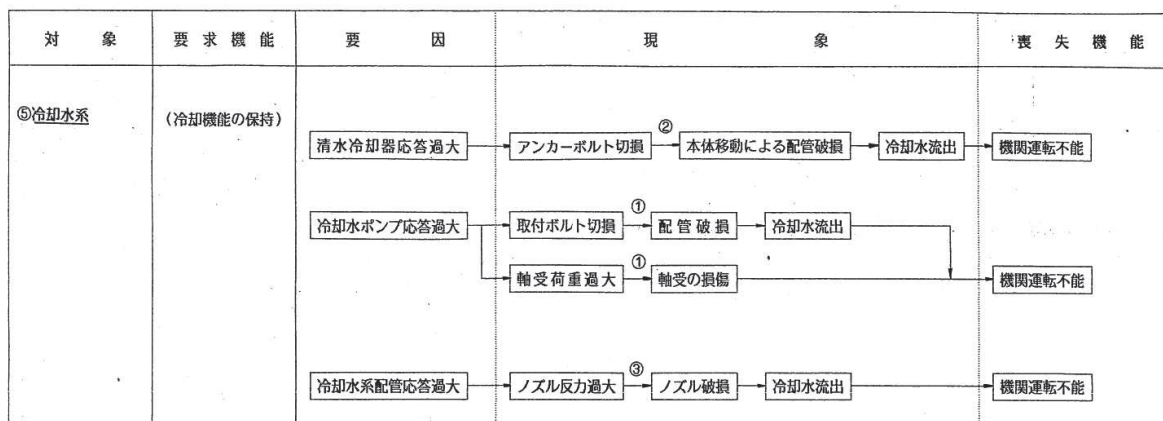 対象 要求機能 要因 現象 喪失機能
⑤冷却水系 (冷却機能の保持)
②
清水冷却器応答過大 アンカーボルト切損 本体移動による配管破損 冷却水流出 機関運転不能
①
冷却水ポンプ応答過大 取付ボルト切損 配管破損 冷却水流出
①
軸受荷重過大 軸受の損傷 機関運転不能
③
冷却水系配管応答過大 ノズル反力過大 ノズル破損 冷却水流出 機関運転不能